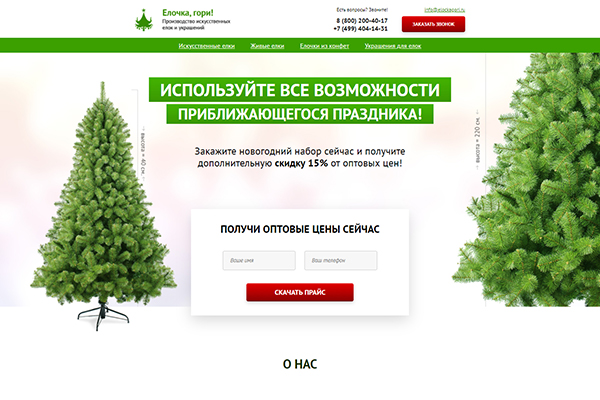 Елочка, гори!
Производство искусственных
елок и украшений
Есть вопросы? Звоните!
8 (800) 200-40-17
+7 (499) 404-14-31
ЗАКАЗАТЬ ЗВОНОК
Искусственные елки
Живые елки
Елочки из конфет
Украшения для елок
ИСПОЛЬЗУЙТЕ ВСЕ ВОЗМОЖНОСТИ
ПРИБЛИЖАЮЩЕГОСЯ ПРАЗДНИКА!
Закажите новогодний набор сейчас и получите
дополнительную скидку 15% от оптовых цен!
высота = 40 см.
высота = 220 см.
ПОЛУЧИ ОПТОВЫЕ ЦЕНЫ СЕЙЧАС
Ваше имя
Ваш телефон
СКАЧАТЬ ПРАЙС
О НАС